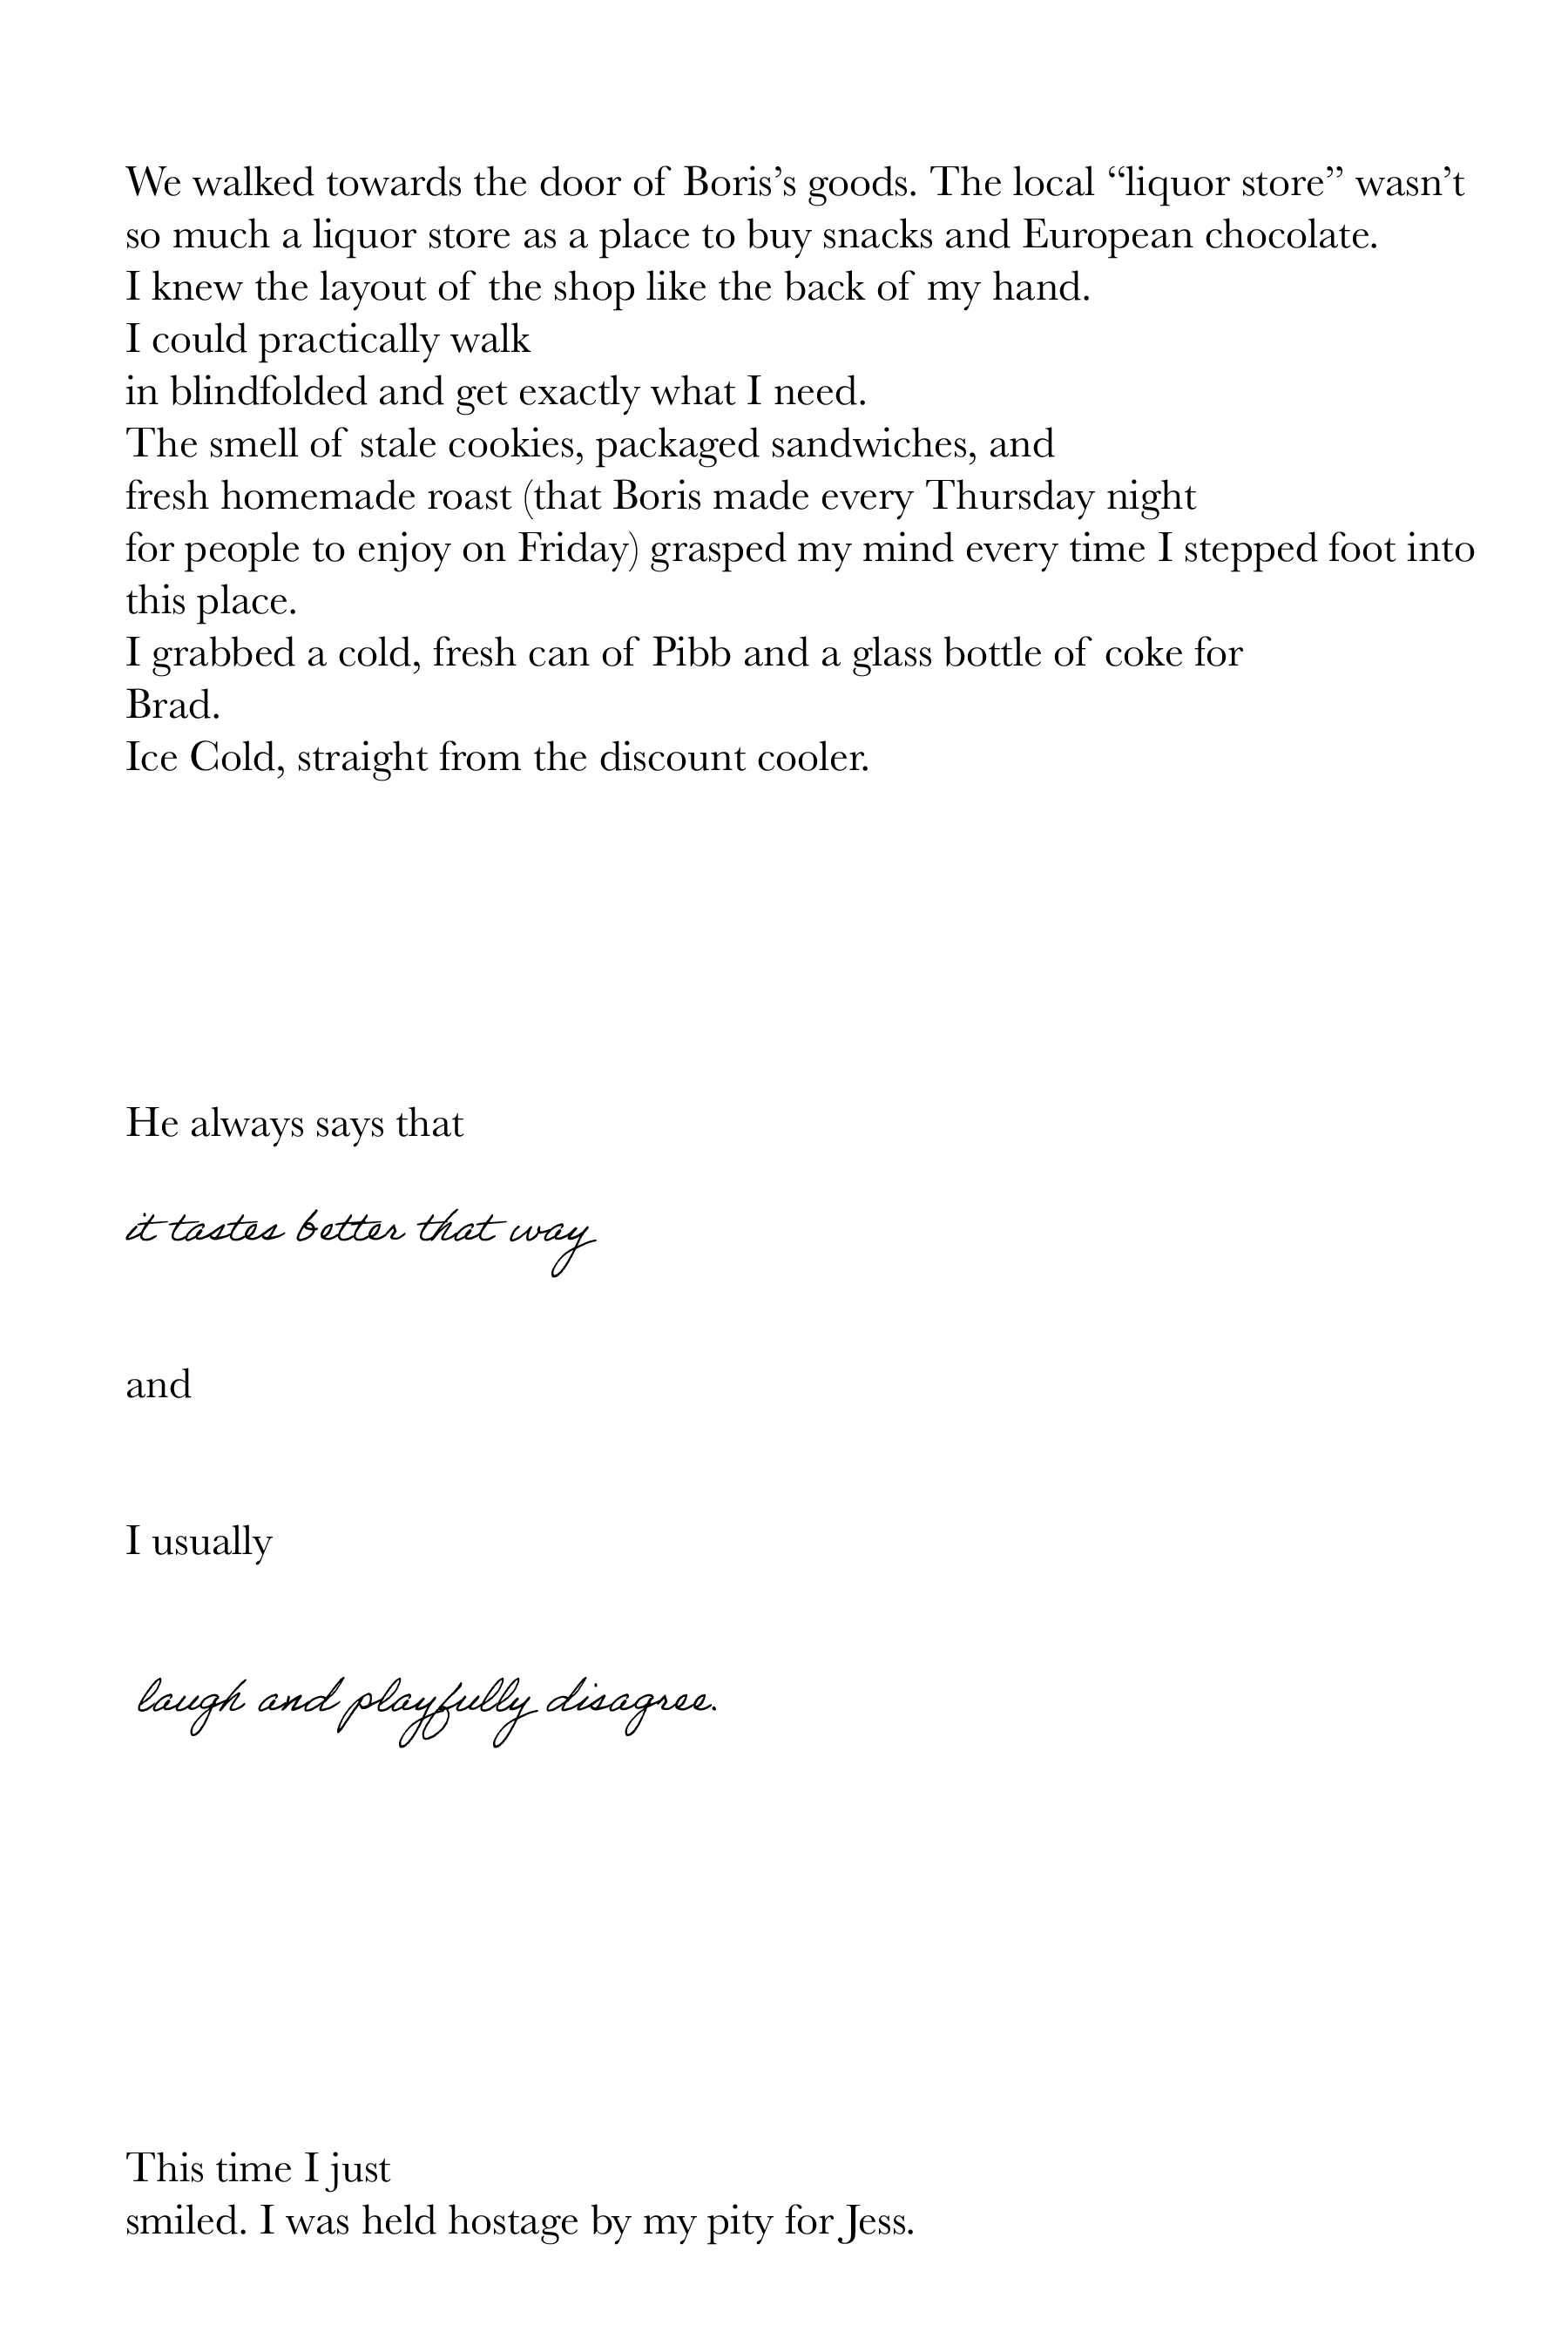 We walked towards the door of Boris’s goods. The local “liquor store” wasn’t
so much a liquor store as a place to buy snacks and European chocolate.
I knew the layout of the shop like the back of my hand.
I could practically walk
in blindfolded and get exactly what I need.
The smell of stale cookies, packaged sandwiches, and
fresh homemade roast (that Boris made every Thursday night
for people to enjoy on Friday) grasped my mind every time I stepped foot into
this place.
I grabbed a cold, fresh can of Pibb and a glass bottle of coke for
Brad.
Ice Cold, straight from the discount cooler.
He always says that
it tastes better that way
and
I usually
laugh and playfully disagree.
This time I just
smiled. I was held hostage by my pity for Jess.